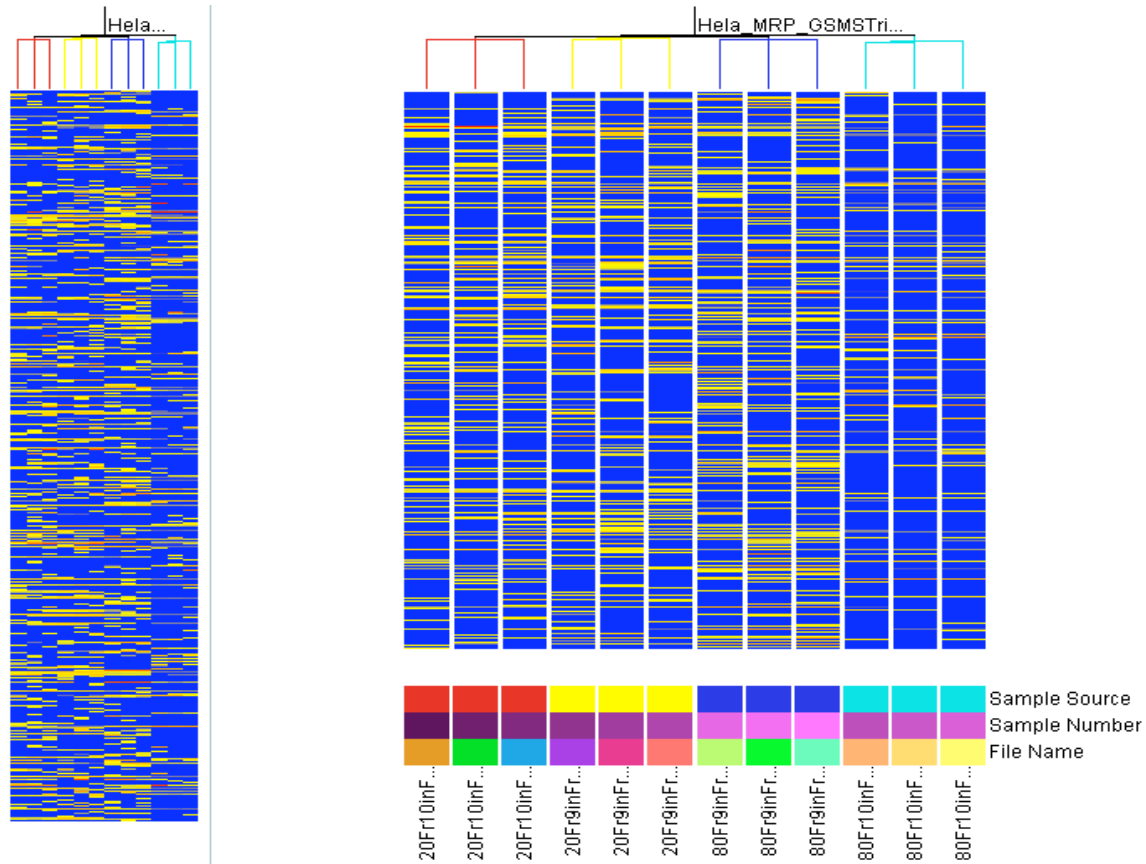 Hela...
Hela_MRP_GSMSTri...
Sample Source
Sample Number
File Name
20Fr10inF...
20Fr10inF...
20Fr10inF...
20Fr9inFr...
20Fr9inFr...
20Fr9inFr...
80Fr9inFr...
80Fr9inFr...
80Fr9inFr...
80Fr10inF...
80Fr10inF...
80Fr10inF...